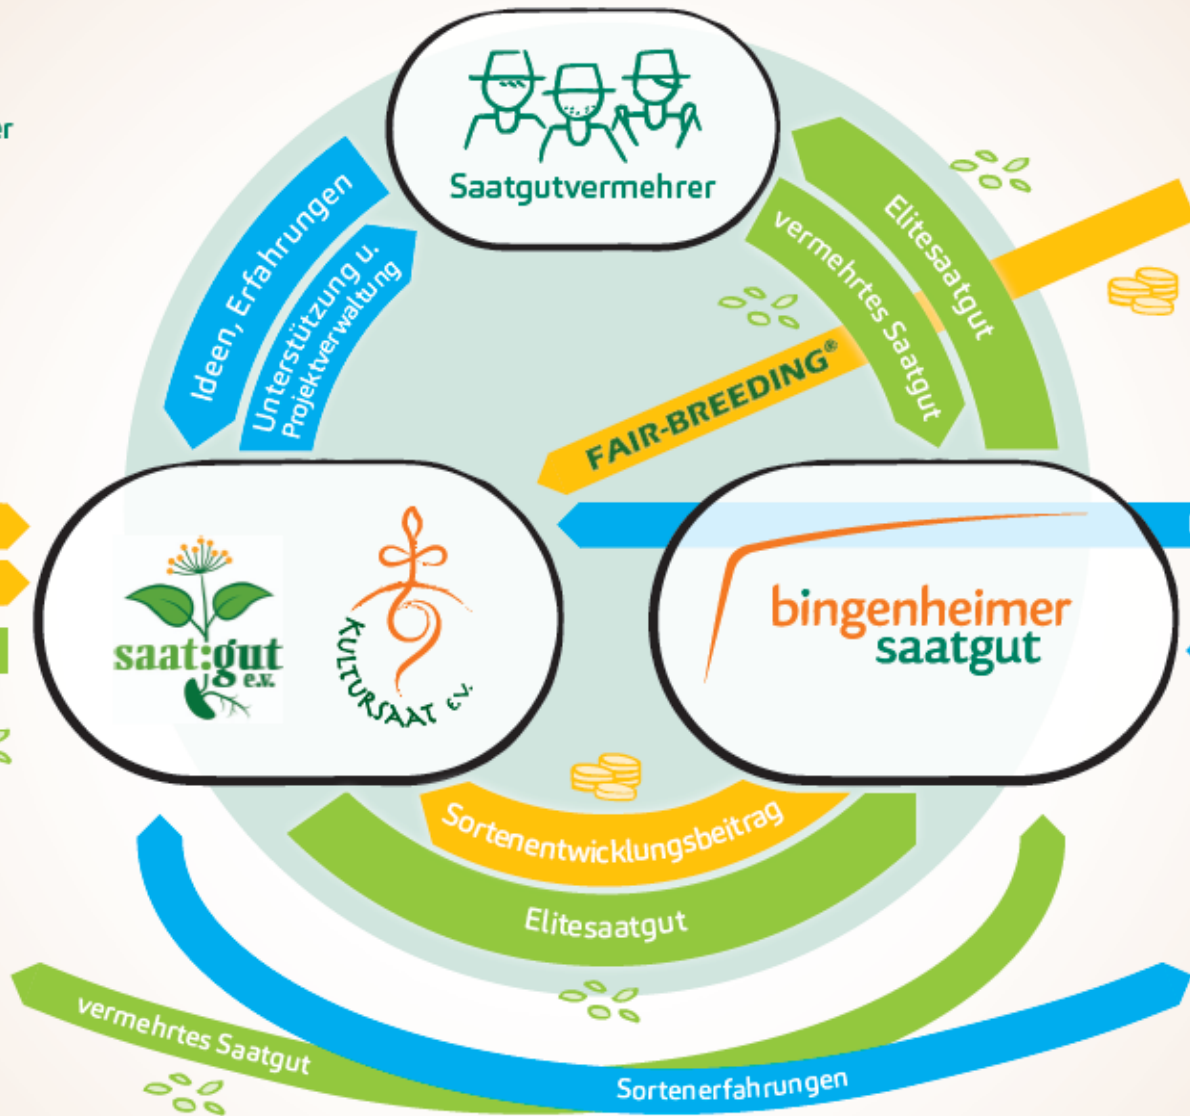 er
Saatgutvermehrer
Ideen, Erfahrungen
Unterstützung u.
Projektverwaltung
Elitesaatgut
vermehrtes Saatgut
FAIR-BREEDING®
saat:gut
e.v.
KULTURSAAT e.V.
bingenheimer
saatgut
Sortenentwicklungsbeitrag
Elitesaatgut
vermehrtes Saatgut
Sortenerfahrungen